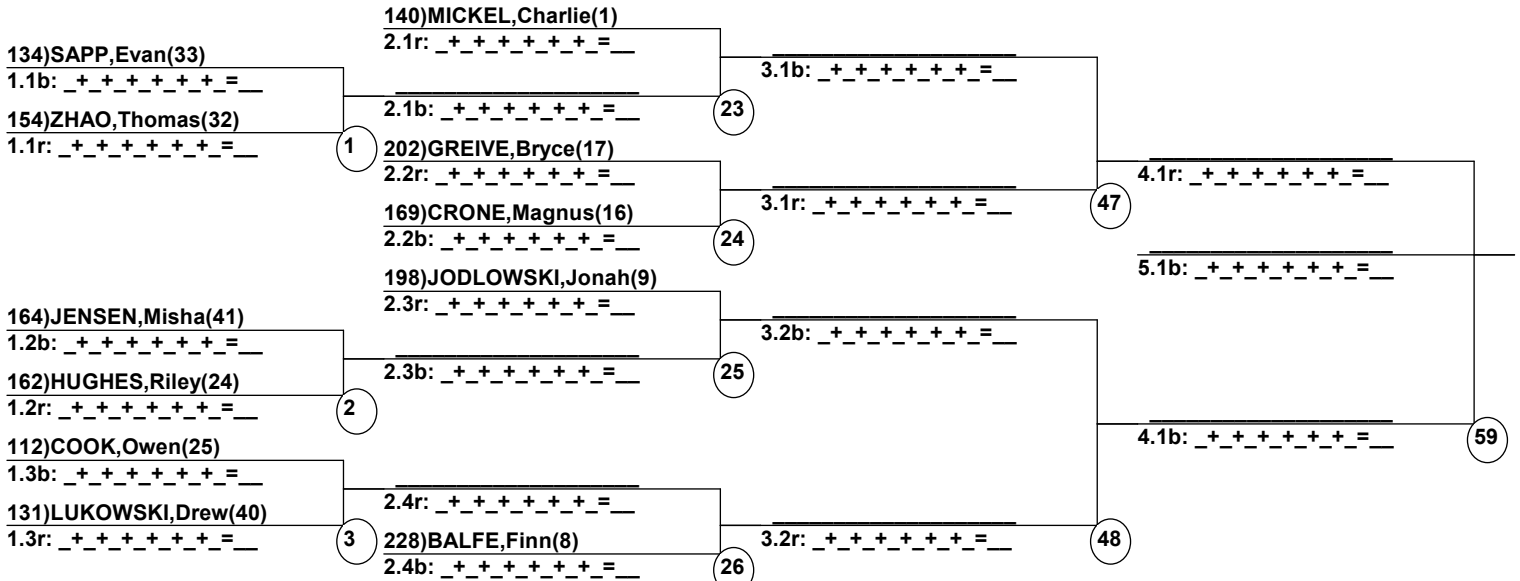 140)MICKEL,Charlie(1)
2.1r: _+_+_+_+_+_=__
134)SAPP,Evan(33)
1.1b: _+_+_+_+_+_=__
3.1b: _+_+_+_+_+_=__
2.1b: _+_+_+_+_+_=__
23
154)ZHAO,Thomas(32)
1.1r: _+_+_+_+_+_=__
1
202)GREIVE,Bryce(17)
2.2r: _+_+_+_+_+_=__
4.1r: _+_+_+_+_+_=__
3.1r: _+_+_+_+_+_=__
47
169)CRONE,Magnus(16)
2.2b: _+_+_+_+_+_=__
24
5.1b: _+_+_+_+_+_=__
198)JODLOWSKI,Jonah(9)
2.3r: _+_+_+_+_+_=__
164)JENSEN,Misha(41)
1.2b: _+_+_+_+_+_=__
3.2b: _+_+_+_+_+_=__
2.3b: _+_+_+_+_+_=__
25
162)HUGHES,Riley(24)
1.2r: _+_+_+_+_+_=__
2
4.1b: _+_+_+_+_+_=__
59
112)COOK,Owen(25)
1.3b: _+_+_+_+_+_=__
2.4r: _+_+_+_+_+_=__
131)LUKOWSKI,Drew(40)
1.3r: _+_+_+_+_+_=__
3
228)BALFE,Finn(8)
3.2r: _+_+_+_+_+_=__
48
2.4b: _+_+_+_+_+_=__
26